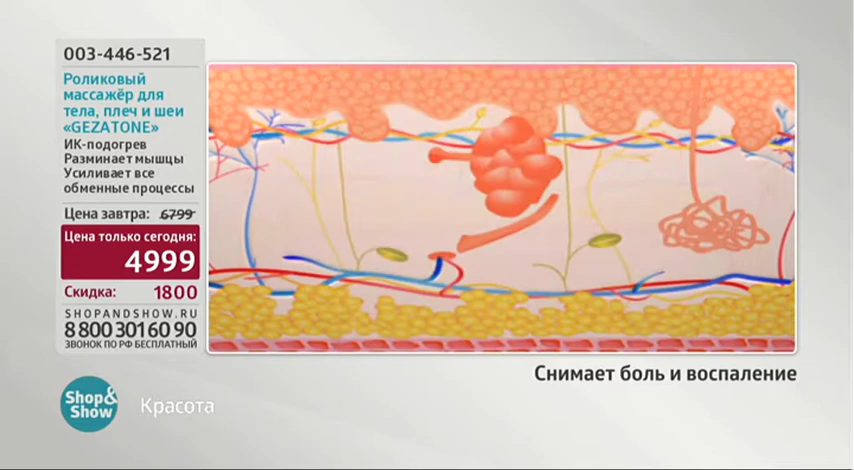 003-446-521
Роликовый
массажёр для
тела, плеч и шеи
«GEZATONE»
ИК-подогрев
Разминает мышцы
Усиливает все
обменные процессы
Цена завтра: 6799
Цена только сегодня:
4999
Скидка: 1800
SHOPANDSHOW.RU
8 800 301 60 90
ЗВОНОК ПО РФ БЕСПЛАТНЫЙ
Снимает боль и воспаление
Shop&
Show
Красота